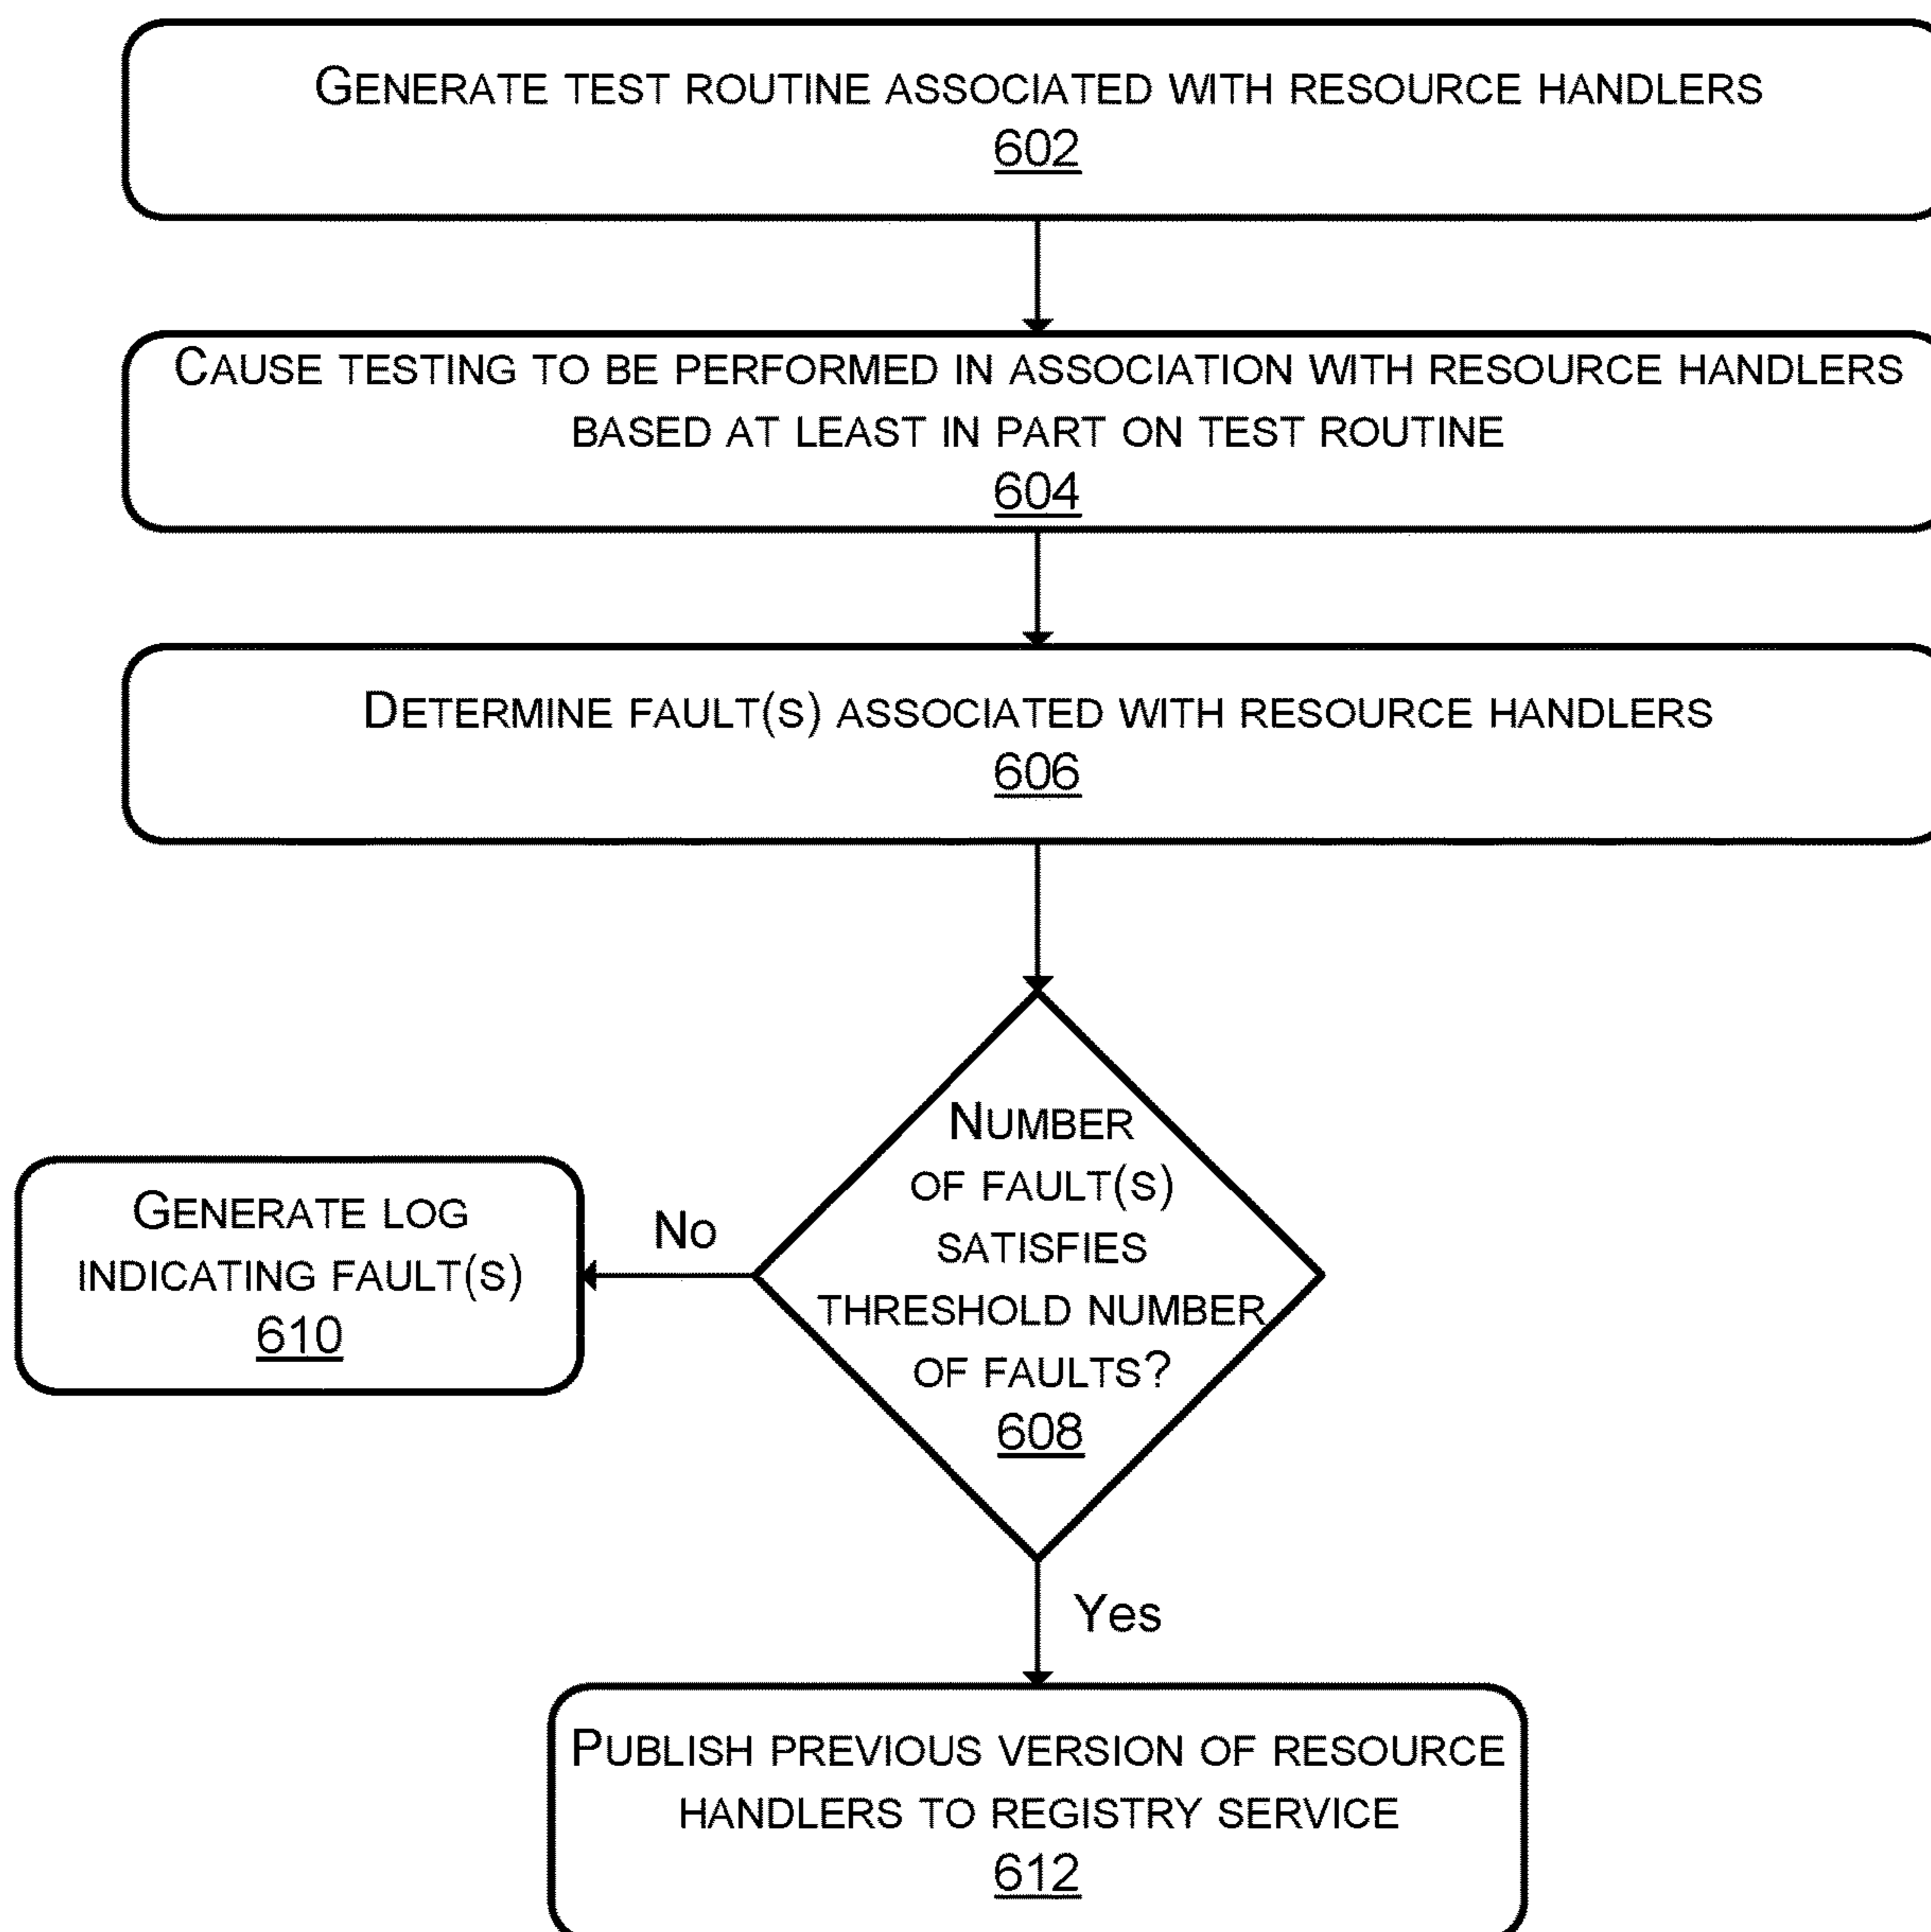 GENERATE TEST ROUTINE ASSOCIATED WITH RESOURCE HANDLERS
602
CAUSE TESTING TO BE PERFORMED IN ASSOCIATION WITH RESOURCE HANDLERS
BASED AT LEAST IN PART ON TEST ROUTINE
604
DETERMINE FAULT(S) ASSOCIATED WITH RESOURCE HANDLERS
606
NUMBER
OF FAULT(S)
SATISFIES
THRESHOLD NUMBER
OF FAULTS?
608
No
GENERATE LOG
INDICATING FAULT(S)
610
Yes
PUBLISH PREVIOUS VERSION OF RESOURCE
HANDLERS TO REGISTRY SERVICE
612